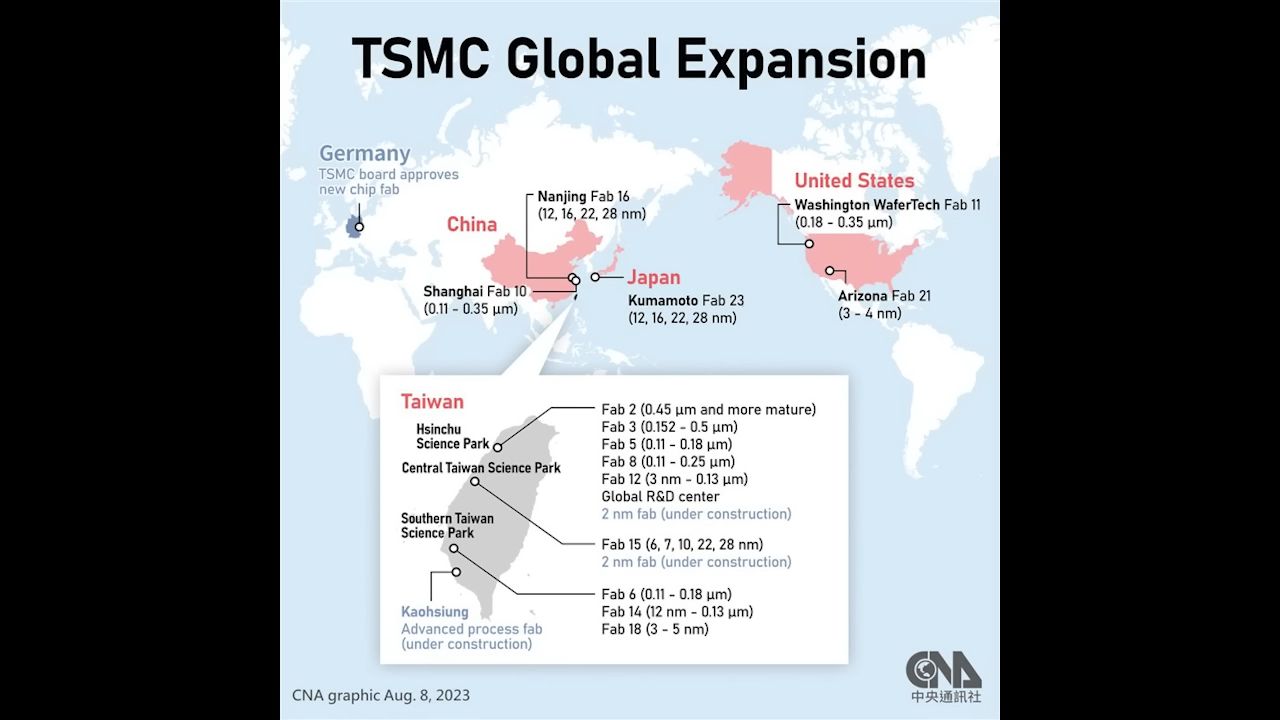 TSMC Global Expansion
Germany
TSMC board approves
new chip fab
China
Nanjing Fab 16
(12, 16, 22, 28 nm)
Shanghai Fab 10
(0.11 - 0.35 µm)
Japan
Kumamoto Fab 23
(12, 16, 22, 28 nm)
United States
Washington WaferTech Fab 11
(0.18 - 0.35 µm)
Arizona Fab 21
(3 - 4 nm)
Taiwan
Hsinchu
Science Park
Fab 2 (0.45 µm and more mature)
Fab 3 (0.152 - 0.5 µm)
Fab 5 (0.11 - 0.18 µm)
Fab 8 (0.11 - 0.25 µm)
Fab 12 (3 nm - 0.13 µm)
Global R&D center
2 nm fab (under construction)
Central Taiwan Science Park
Fab 15 (6, 7, 10, 22, 28 nm)
2 nm fab (under construction)
Southern Taiwan
Science Park
Fab 6 (0.11 - 0.18 µm)
Fab 14 (12 nm - 0.13 µm)
Fab 18 (3 - 5 nm)
Kaohsiung
Advanced process fab
(under construction)
CNA graphic Aug. 8, 2023
CNA
中央通訊社